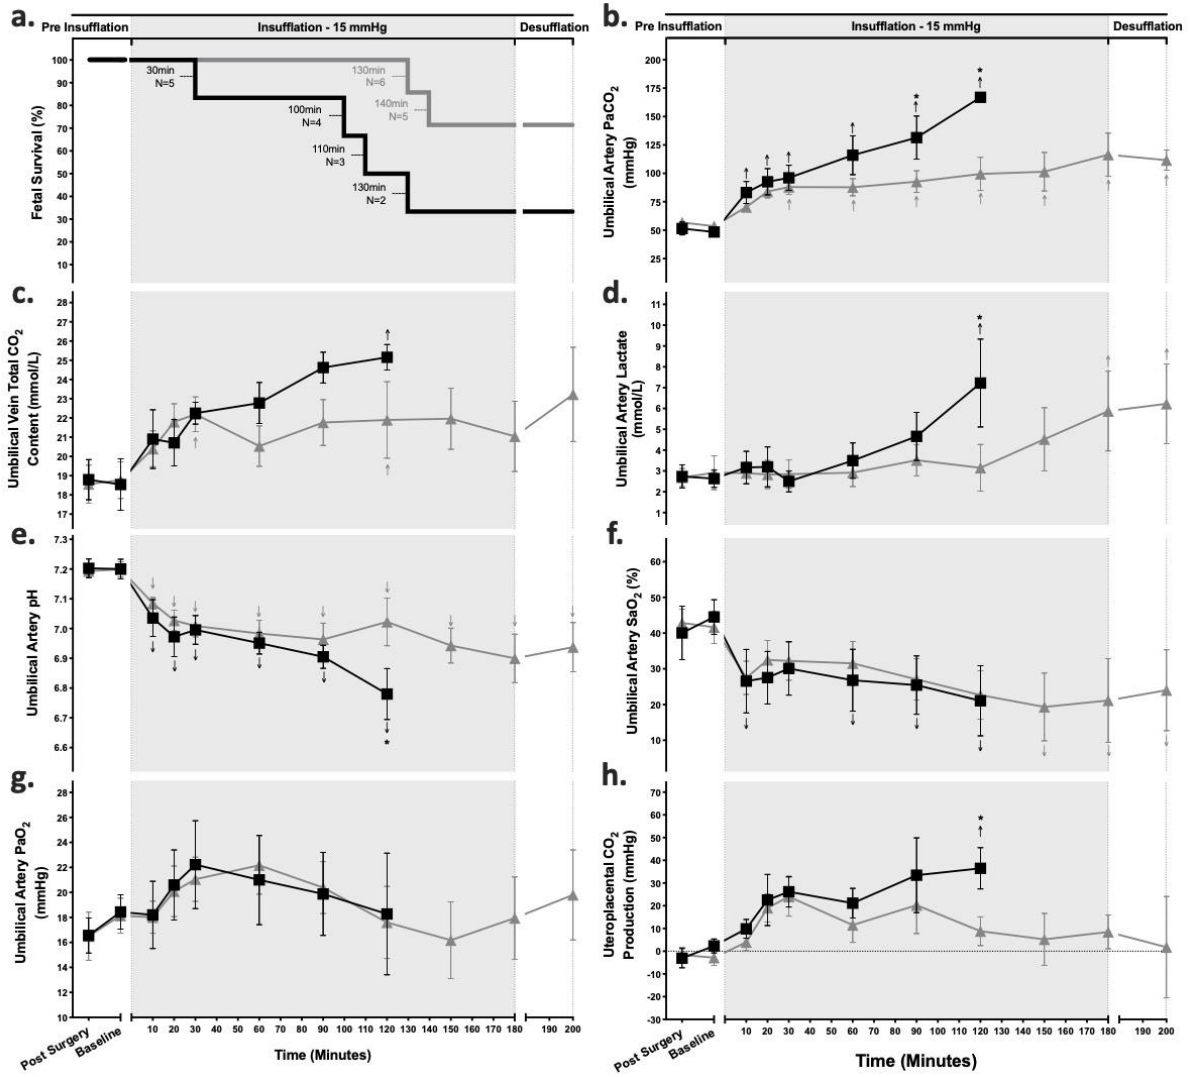 a.
Pre Insufflation
Insufflation - 15 mmHg
Desufflation
Fetal Survival (%)
100
90
80
70
60
50
40
30
20
10
30min
N=5
100min
N=4
110min
N=3
130min
N=2
130min
N=6
140min
N=5
b.
Pre Insufflation
Insufflation - 15 mmHg
Desufflation
Umbilical Artery PaCO2
(mmHg)
200
175
150
125
100
75
50
25
*
*
c.
Umbilical Vein Total CO2
Content (mmol/L)
28
27
26
25
24
23
22
21
20
19
18
17
d.
Umbilical Artery Lactate
(mmol/L)
11
10
9
8
7
6
5
4
3
2
1
*
e.
Umbilical Artery pH
7.3
7.2
7.1
7.0
6.9
6.8
6.7
6.6
*
f.
Umbilical Artery SaO2 (%)
60
50
40
30
20
10
g.
Umbilical Artery PaO2
(mmHg)
28
26
24
22
20
18
16
14
12
10
Post Surgery
Baseline
10 20 30 40 50 60 70 80 90 100 110 120 130 140 150 160 170 180 190 200
Time (Minutes)
h.
Uteroplacental CO2
Production (mmHg)
70
60
50
40
30
20
10
0
-10
-20
-30
*
Post Surgery
Baseline
10 20 30 40 50 60 70 80 90 100 110 120 130 140 150 160 170 180 190 200
Time (Minutes)